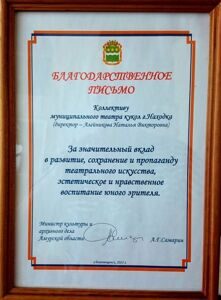 БЛАГОДАРСТВЕННОЕ
ПИСЬМО
Коллективу
муниципального театра кукол г.Находка
(директор – Алейникова Наталья Викторовна)
За значительный вклад
в развитие, сохранение и пропаганду
театрального искусства,
эстетическое и нравственное
воспитание юного зрителя.
Министр культуры и
архивного дела
Амурской области
А.Г.Самарин
г.Благовещенск,